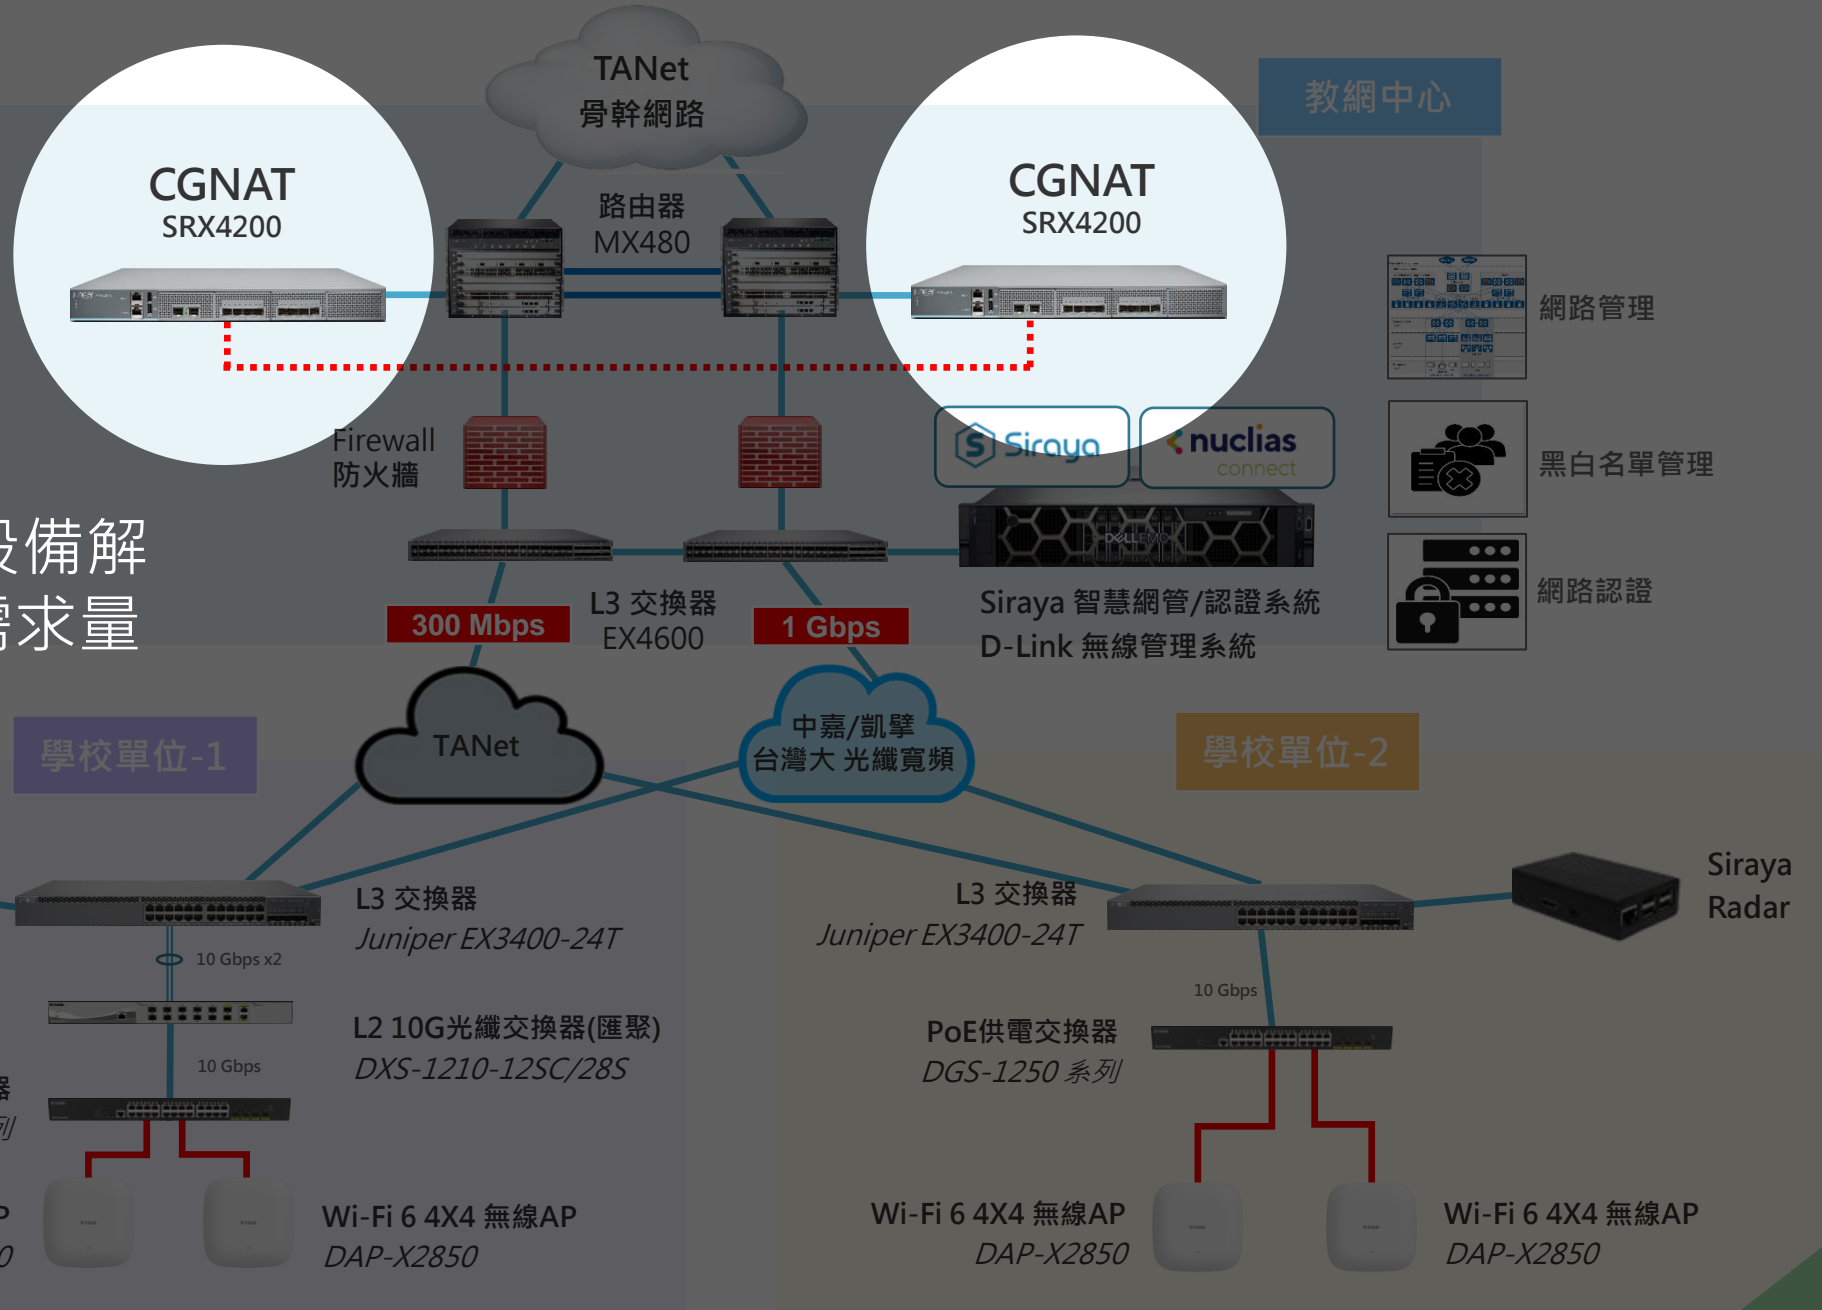 TANet
骨幹網路
教網中心
CGNAT
SRX4200
CGNAT
SRX4200
路由器
MX480
網路管理
Firewall
防火牆
Siraya
nuclias
connect
黑白名單管理
DELLEMC
設備解
需求量
300 Mbps
L3 交換器
EX4600
1 Gbps
Siraya 智慧網管/認證系統
D-Link 無線管理系統
網路認證
學校單位-1
TANet
中嘉/凱擘
台灣大 光纖寬頻
學校單位-2
L3 交換器
Juniper EX3400-24T
L3 交換器
Juniper EX3400-24T
Siraya
Radar
10 Gbps x2
10 Gbps
L2 10G光纖交換器(匯聚)
DXS-1210-12SC/28S
PoE供電交換器
DGS-1250 系列
10 Gbps
器
列
P
0
Wi-Fi 6 4X4 無線AP
DAP-X2850
Wi-Fi 6 4X4 無線AP
DAP-X2850
Wi-Fi 6 4X4 無線AP
DAP-X2850